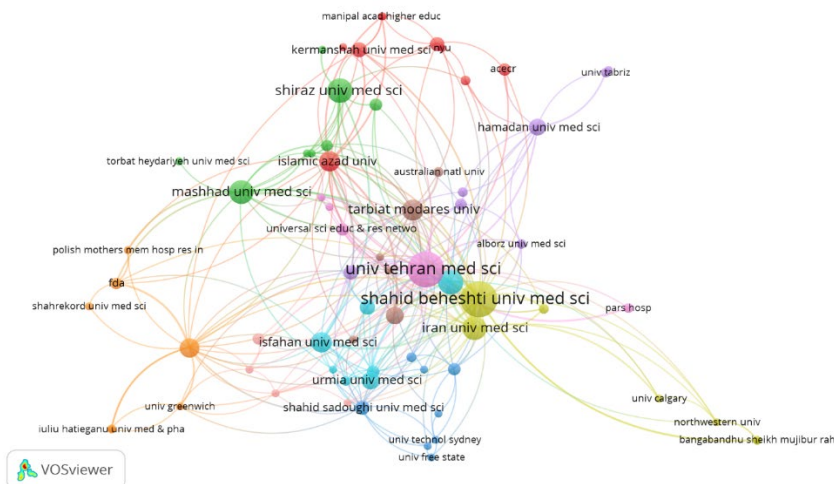 manipal acad higher educ
kermanshah univ med sci
nyu
acecr
univ tabriz
shiraz univ med sci
hamadan univ med sci
torbat heydariyeh univ med sci
islamic azad univ
australian natl univ
mashhad univ med sci
tarbiat modares univ
universal sci educ & res netwo
alborz univ med sci
polish mothers mem hosp res in
univ tehran med sci
fda
shahid beheshti univ med sci
shahrekord univ med sci
pars hosp
iran univ med sci
isfahan univ med sci
urmia univ med sci
univ calgary
univ greenwich
shahid sadoughi univ med sci
northwestern univ
iuliu hatieganu univ med & pha
univ technol sydney
bangabandhu sheikh mujibur rah
univ free state
VOSviewer